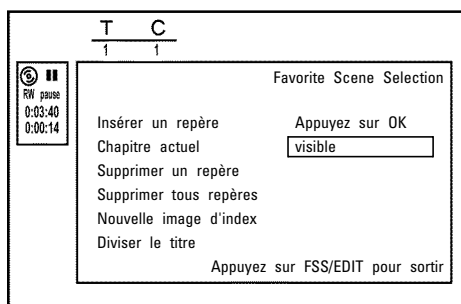 T C
1 1
RW pause
0:03:40
0:00:14
Favorite Scene Selection
Insérer un repère Appuyez sur OK
Chapitre actuel visible
Supprimer un repère
Supprimer tous repères
Nouvelle image d'index
Diviser le titre
Appuyez sur FSS/EDIT pour sortir